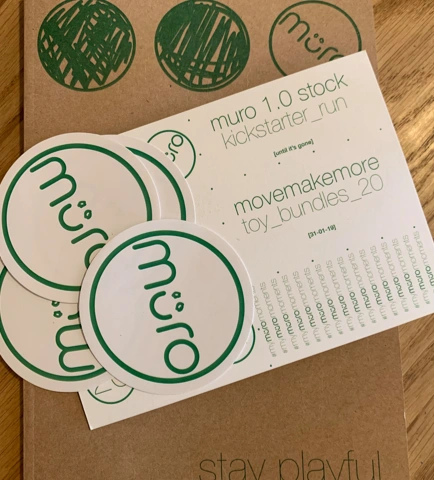 müro
muro 1.0 stock
kickstarter_run
[until it's gone]
movemakemore
toy_bundles_20
[31-01-19]
müro
müro
stay playful